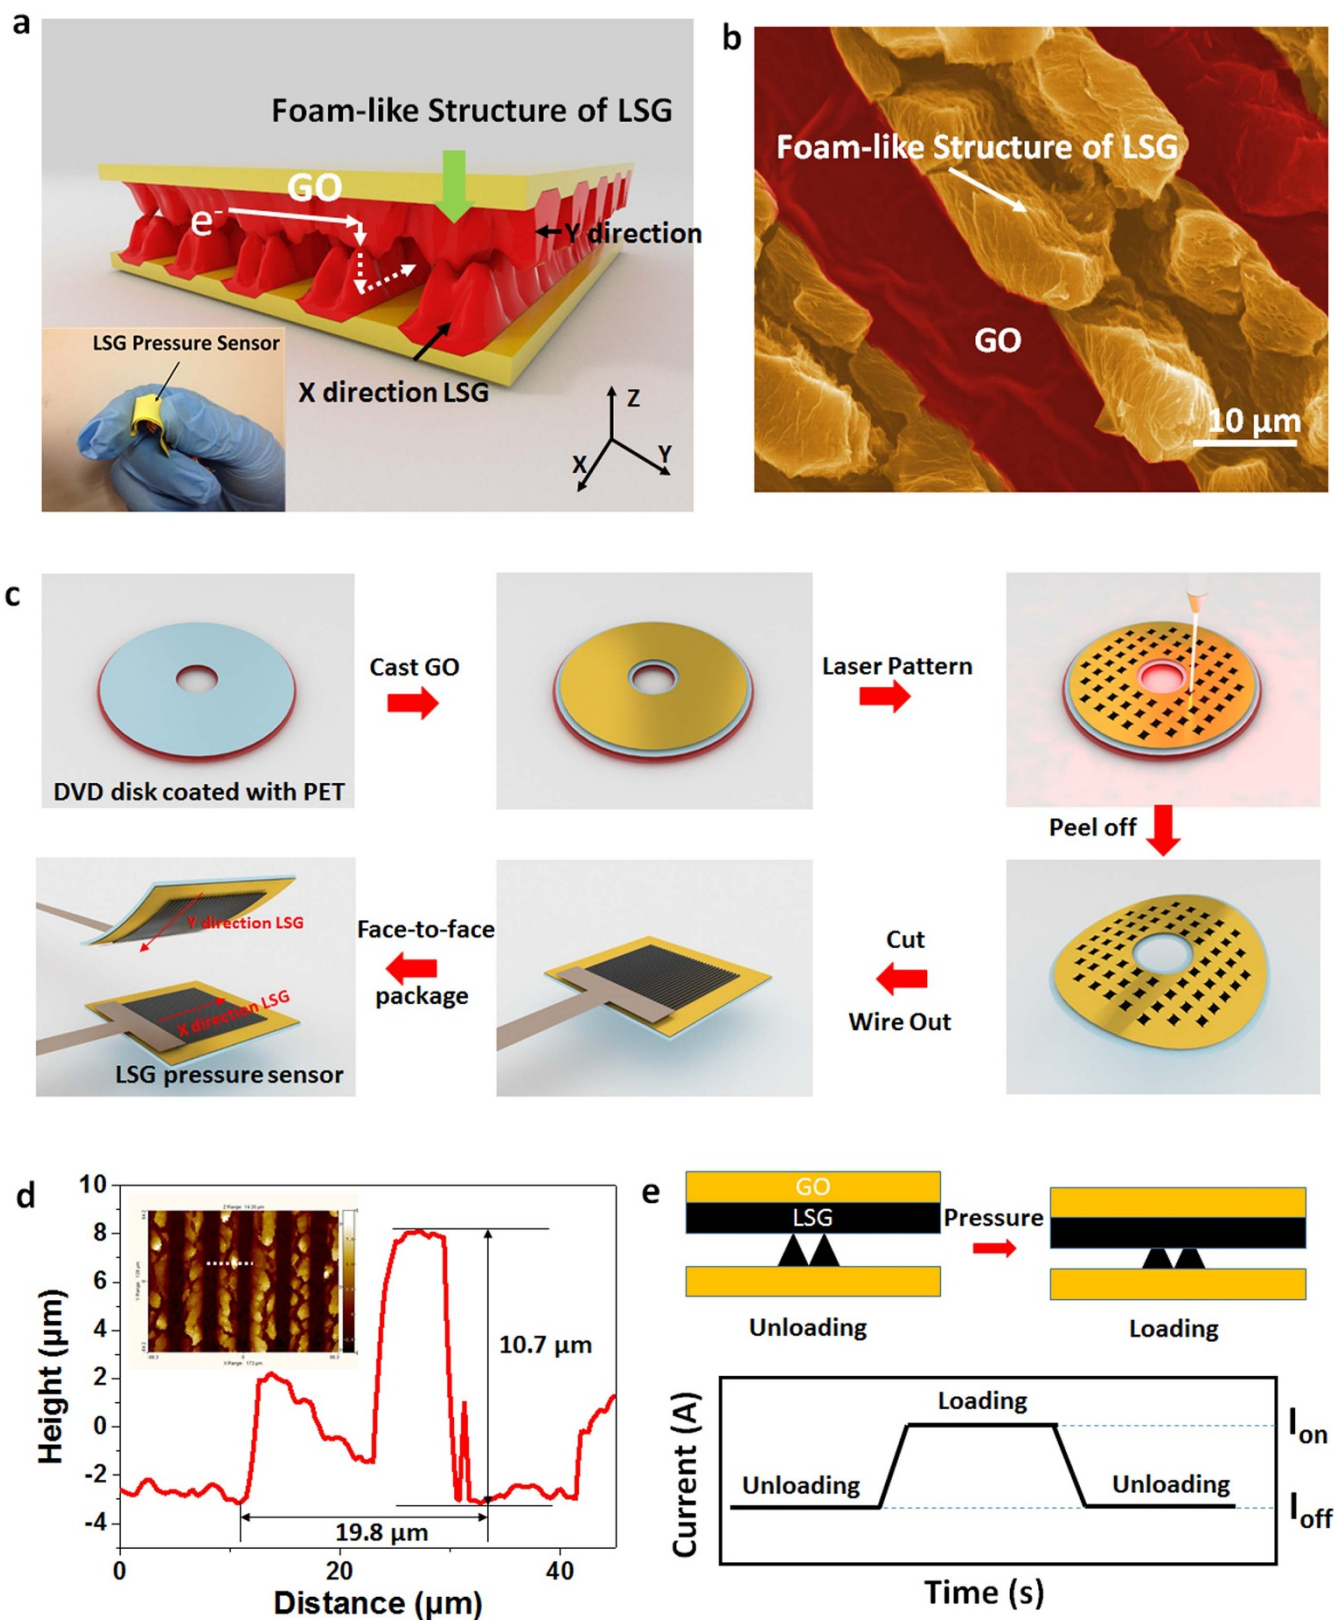 a
Foam-like Structure of LSG
GO
e-
Y direction
LSG Pressure Sensor
X direction LSG
Z
X
Y
b
Foam-like Structure of LSG
GO
10 μm
c
Cast GO
Laser Pattern
DVD disk coated with PET
Peel off
Y direction LSG
X direction LSG
LSG pressure sensor
Face-to-face
package
Cut
Wire Out
d
10
8
6
4
2
0
-2
-4
Height (μm)
10.7 μm
19.8 μm
0
20
40
Distance (μm)
e
GO
LSG
Pressure
Unloading
Loading
Current (A)
Loading
Unloading
Unloading
Ion
Ioff
Time (s)